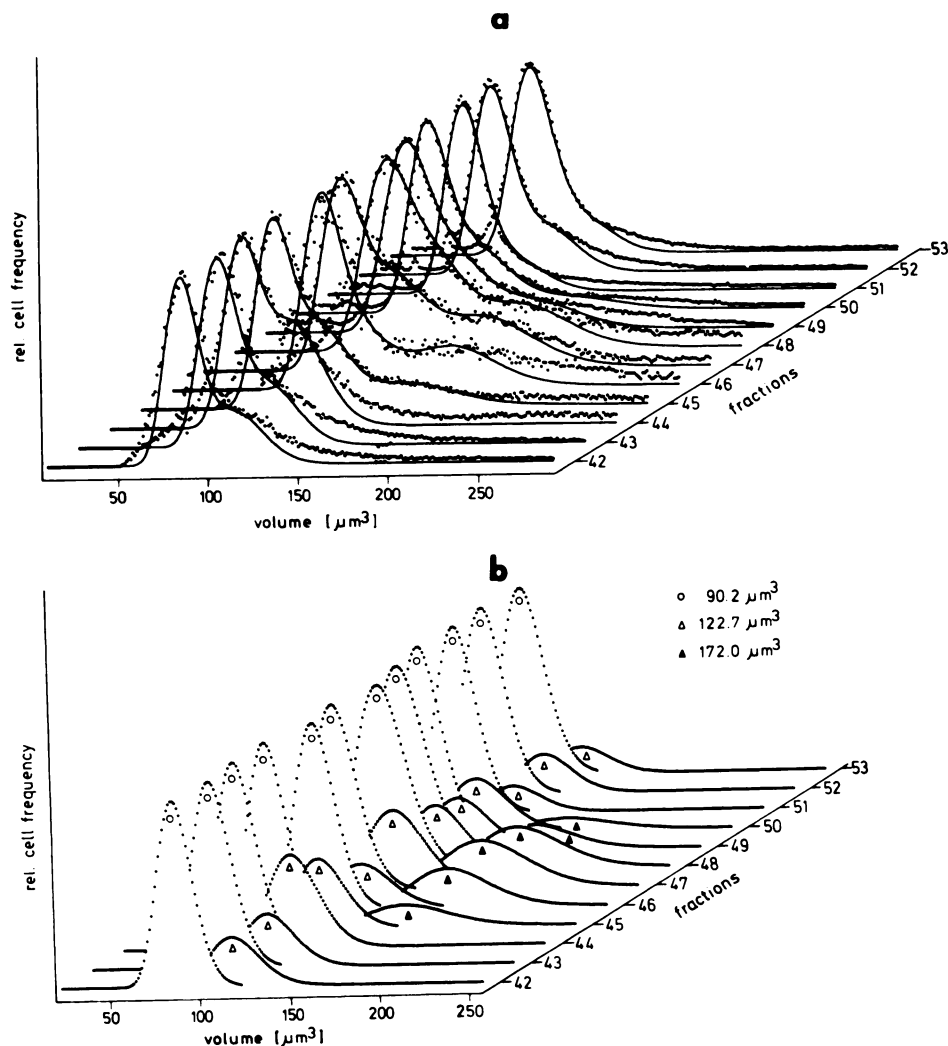 a
rel. cell frequency
53
52
51
50
49
48
47
46
45
44
43
42
fractions
50 100 150 200 250
volume [µm³]
b
○ 90.2 µm³
△ 122.7 µm³
▲ 172.0 µm³
rel. cell frequency
53
52
51
50
49
48
47
46
45
44
43
42
fractions
50 100 150 200 250
volume [µm³]